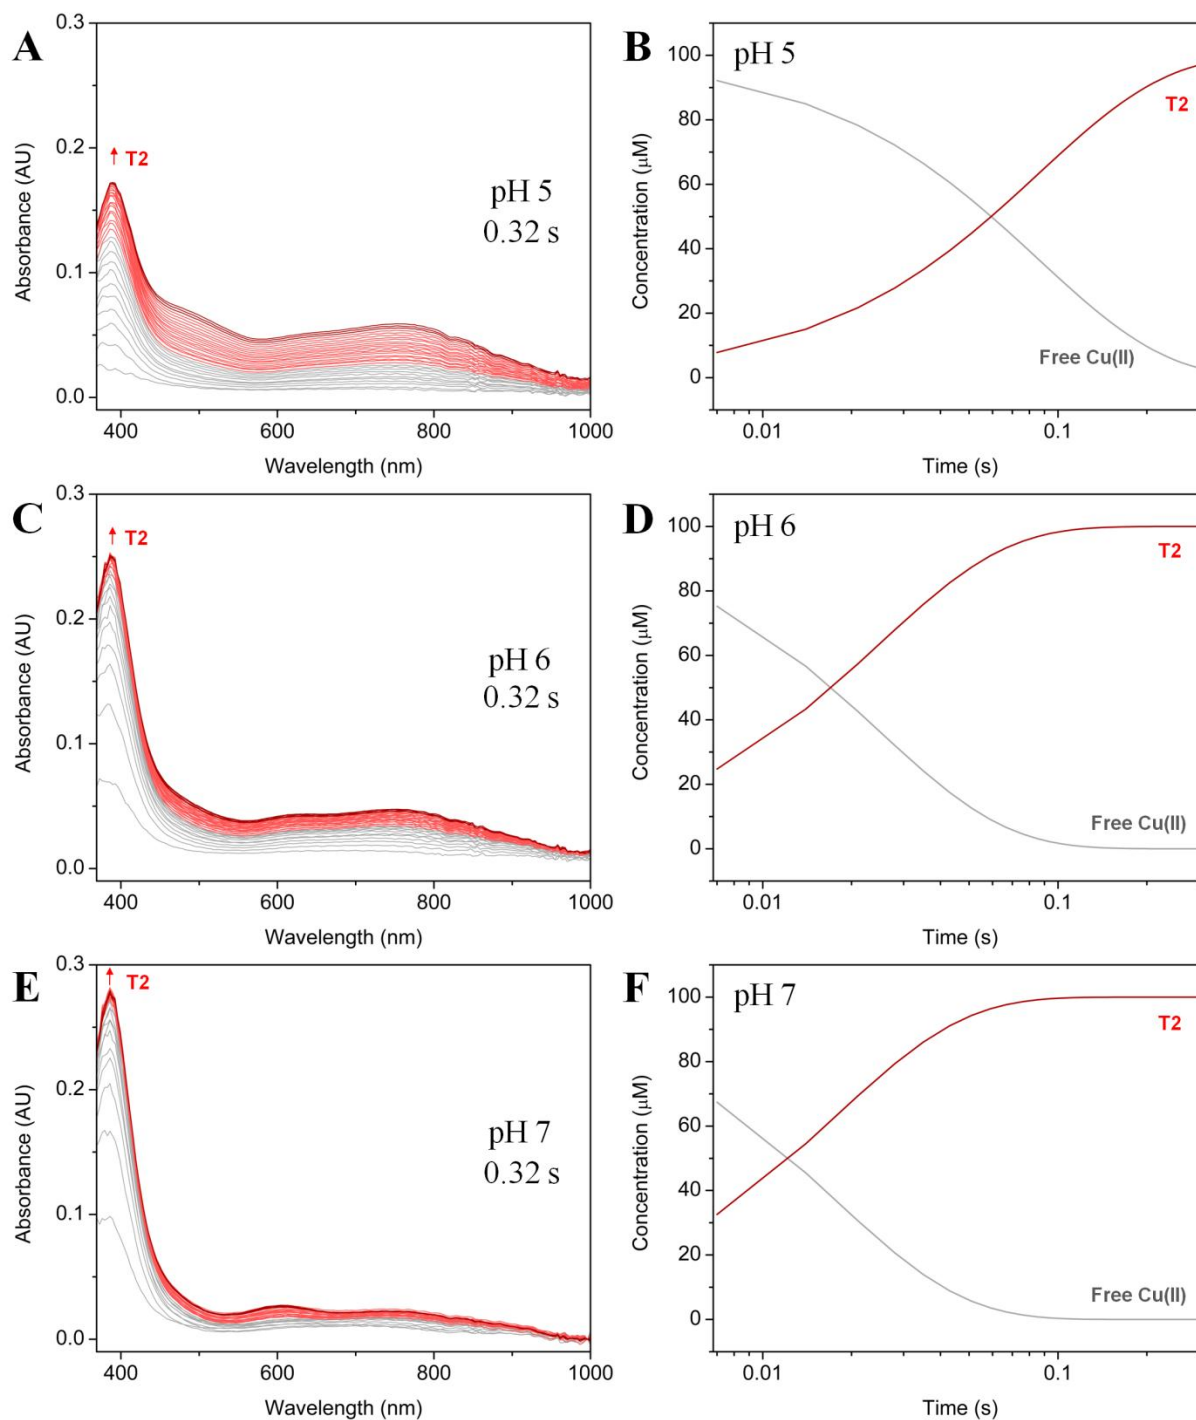 A
0.3
0.2
0.1
0.0
Absorbance (AU)
T2
pH 5
0.32 s
400
600
800
1000
Wavelength (nm)
B
pH 5
100
80
60
40
20
0
Concentration (μM)
T2
Free Cu(II)
0.01
0.1
Time (s)
C
0.3
0.2
0.1
0.0
Absorbance (AU)
T2
pH 6
0.32 s
400
600
800
1000
Wavelength (nm)
D
pH 6
100
80
60
40
20
0
Concentration (μM)
T2
Free Cu(II)
0.01
0.1
Time (s)
E
0.3
0.2
0.1
0.0
Absorbance (AU)
T2
pH 7
0.32 s
400
600
800
1000
Wavelength (nm)
F
pH 7
100
80
60
40
20
0
Concentration (μM)
T2
Free Cu(II)
0.01
0.1
Time (s)